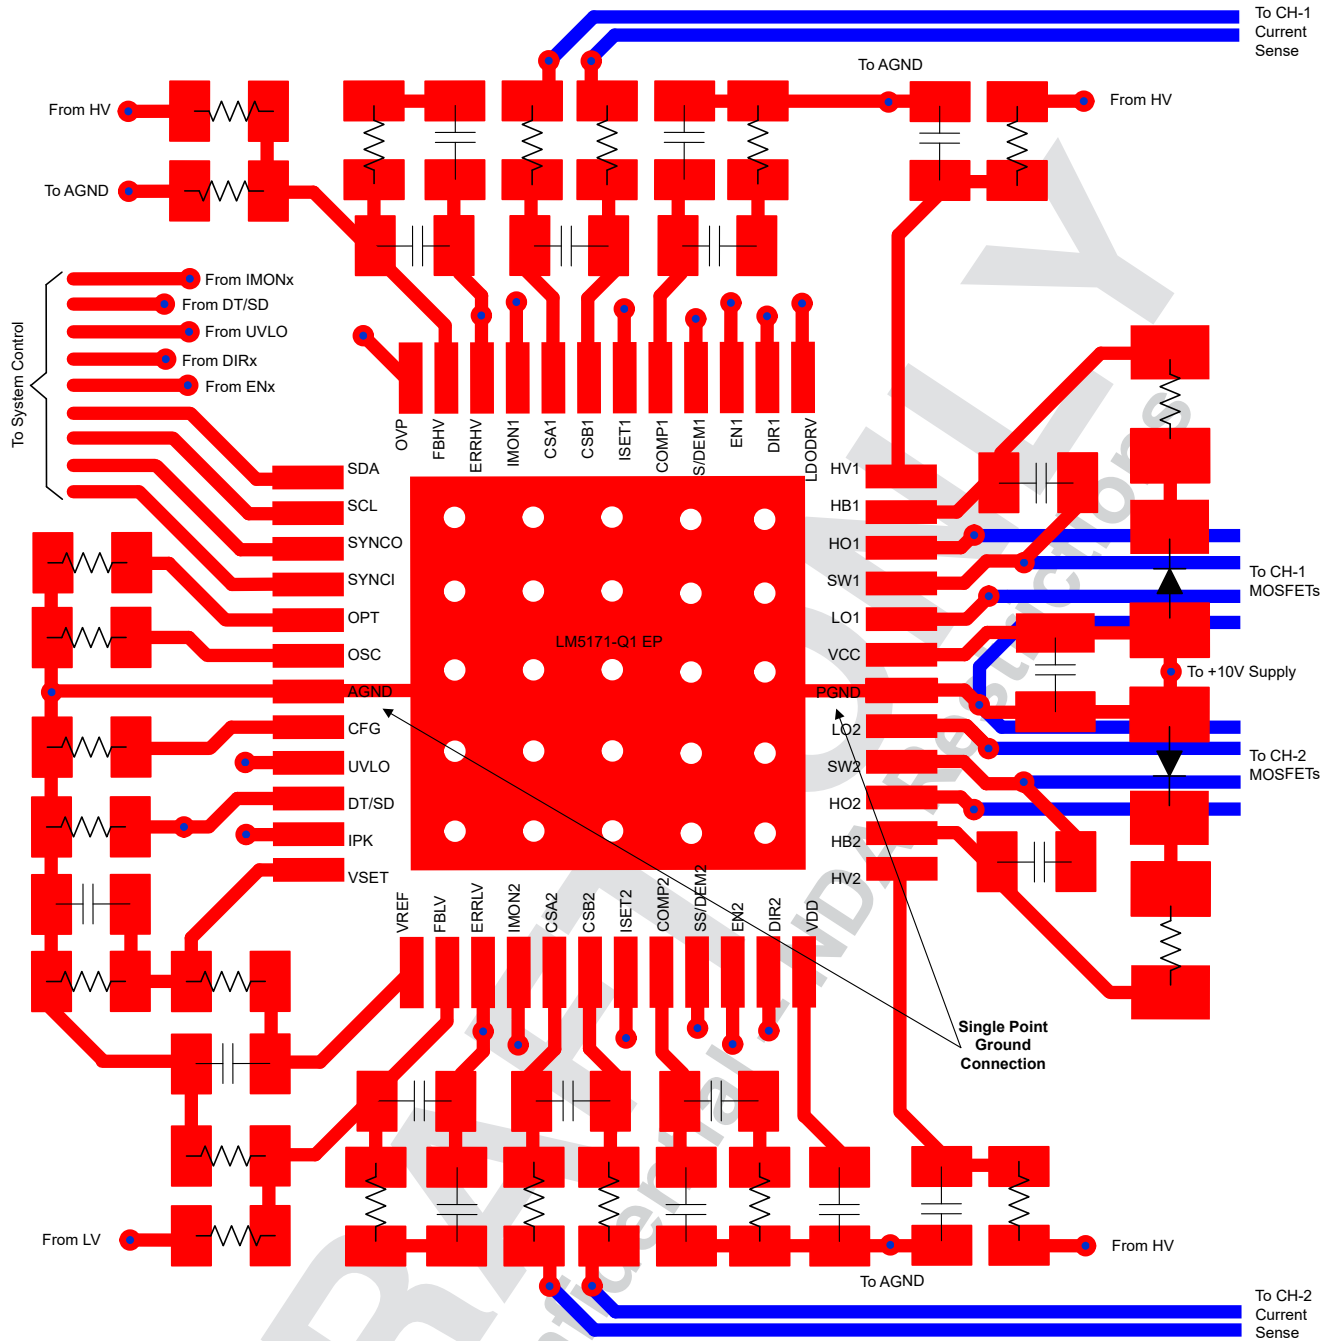 To CH-1
Current
Sense
To AGND
From HV
From HV
To AGND
From IMONx
From DT/SD
From UVLO
From DIRx
From ENx
To System Control
OVP
FBHV
ERRHV
IMON1
CSA1
CSB1
ISET1
COMP1
S/DEM1
EN1
DIR1
LDODRV
SDA
SCL
SYNCO
SYNCI
OPT
OSC
AGND
CFG
UVLO
DT/SD
IPK
VSET
LM5171-Q1 EP
HV1
HB1
HO1
SW1
LO1
VCC
PGND
LO2
SW2
HO2
HB2
HV2
To CH-1
MOSFETs
To +10V Supply
To CH-2
MOSFETs
VREF
FBLV
ERRLV
IMON2
CSA2
CSB2
ISET2
COMP2
SS/DEM2
EN2
DIR2
VDD
Single Point
Ground
Connection
From LV
From HV
To AGND
To CH-2
Current
Sense